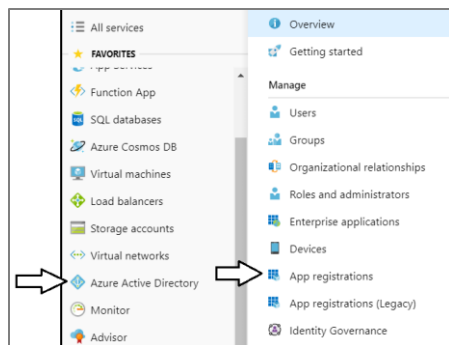 All services
FAVORITES
App Services
Function App
SQL databases
Azure Cosmos DB
Virtual machines
Load balancers
Storage accounts
Virtual networks
Azure Active Directory
Monitor
Advisor
Overview
Getting started
Manage
Users
Groups
Organizational relationships
Roles and administrators
Enterprise applications
Devices
App registrations
App registrations (Legacy)
Identity Governance